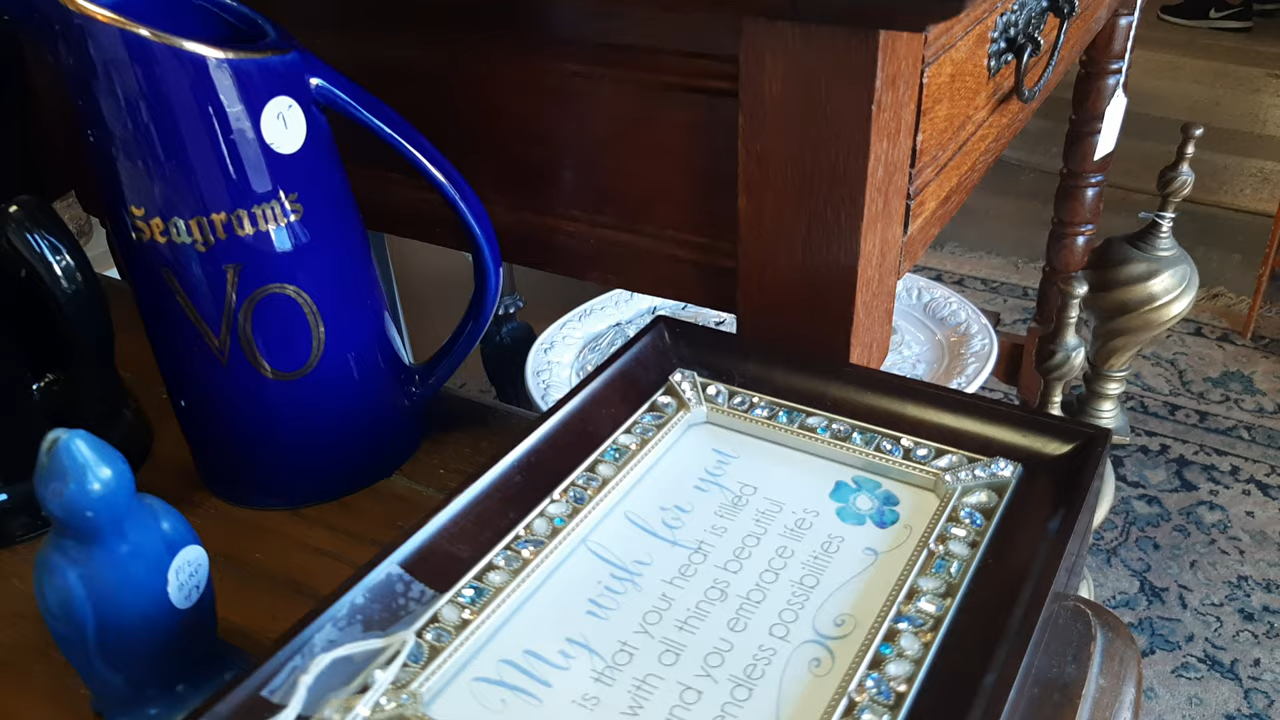 7
Seagram's
VO
My wish for you
is that your heart is filled
with all things beautiful
and you embrace life's
endless possibilities